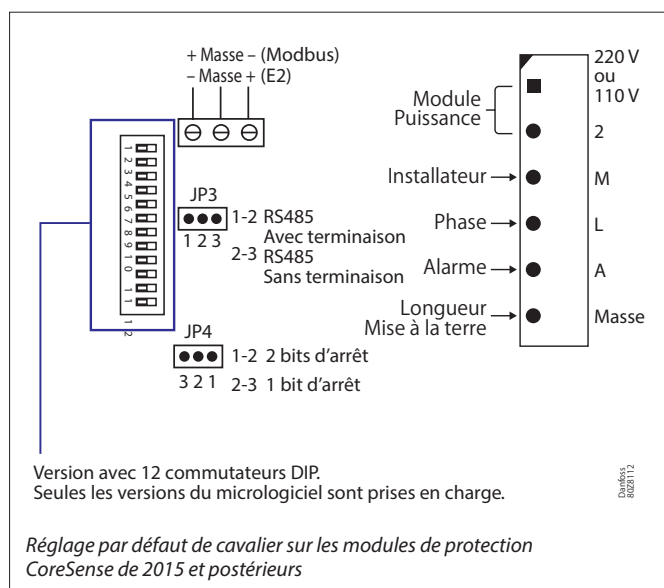 + Masse – (Modbus)
– Masse + (E2)
1 2 3 4 5 6 7 8 9 10 11 12
JP3
1 2 3
1-2 RS485
Avec terminaison
2-3 RS485
Sans terminaison
JP4
3 2 1
1-2 2 bits d’arrêt
2-3 1 bit d’arrêt
Module
Puissance
Installateur
Phase
Alarme
Longueur
Mise à la terre
220 V
ou
110 V
2
M
L
A
Masse
Version avec 12 commutateurs DIP.
Seules les versions du micrologiciel sont prises en charge.
Danfoss
80Z8112
Réglage par défaut de cavalier sur les modules de protection
CoreSense de 2015 et postérieurs